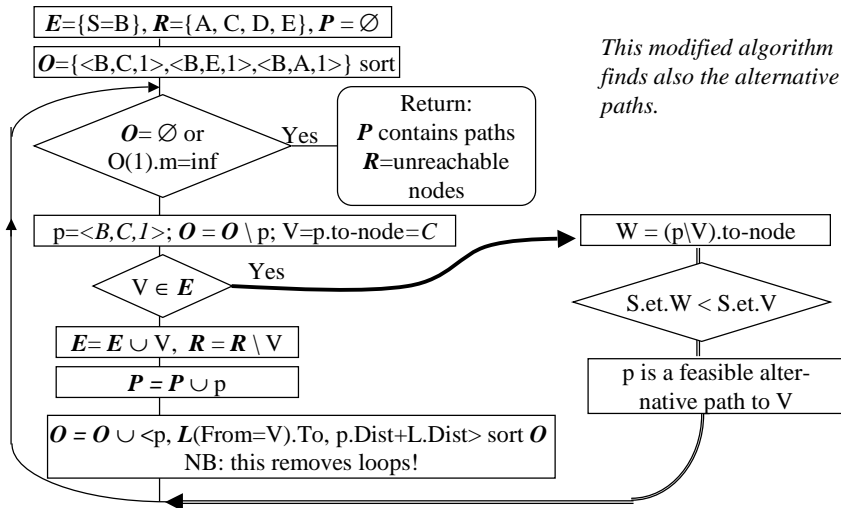 E={S=B}, R={A, C, D, E}, P = ∅
O={<B,C,1>,<B,E,1>,<B,A,1>} sort
This modified algorithm
finds also the alternative
paths.
O= ∅ or
O(1).m=inf
Yes
Return:
P contains paths
R=unreachable
nodes
p=<B,C,1>; O = O \ p; V=p.to-node=C
W = (p\V).to-node
V ∈ E
Yes
S.et.W < S.et.V
E= E ∪ V, R = R \ V
P = P ∪ p
p is a feasible alter-
native path to V
O = O ∪ <p, L(From=V).To, p.Dist+L.Dist> sort O
NB: this removes loops!